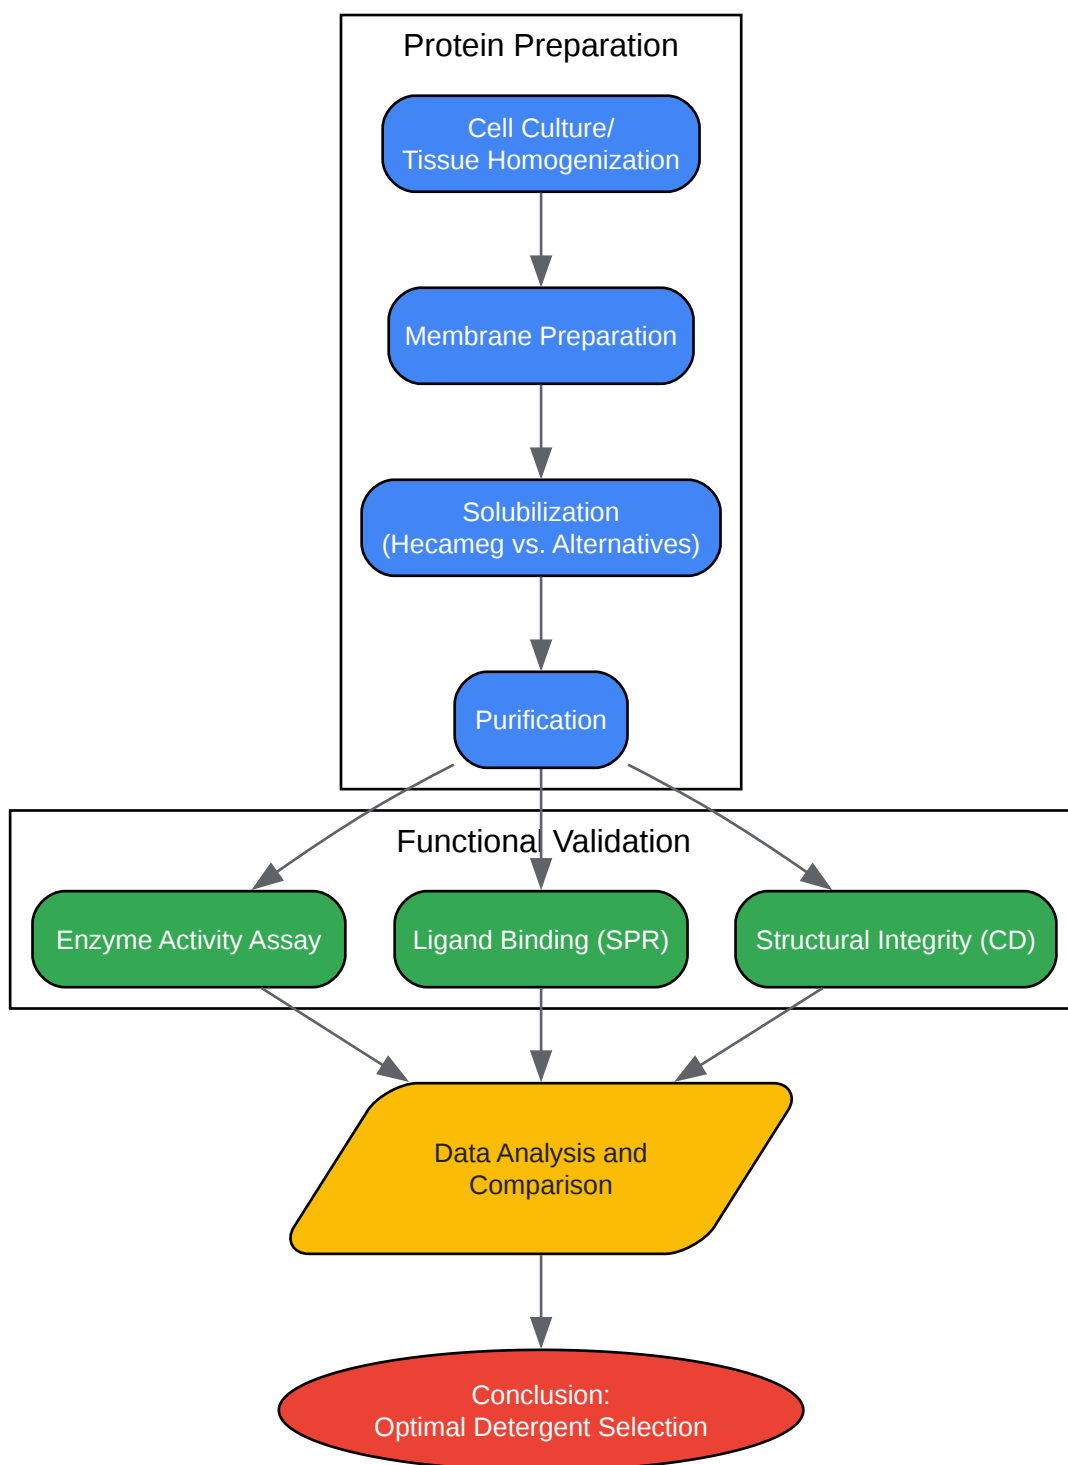 Protein Preparation
Cell Culture/
Tissue Homogenization
Membrane Preparation
Solubilization
(Hecameg vs. Alternatives)
Purification
Functional Validation
Enzyme Activity Assay
Ligand Binding (SPR)
Structural Integrity (CD)
Data Analysis and
Comparison
Conclusion:
Optimal Detergent Selection